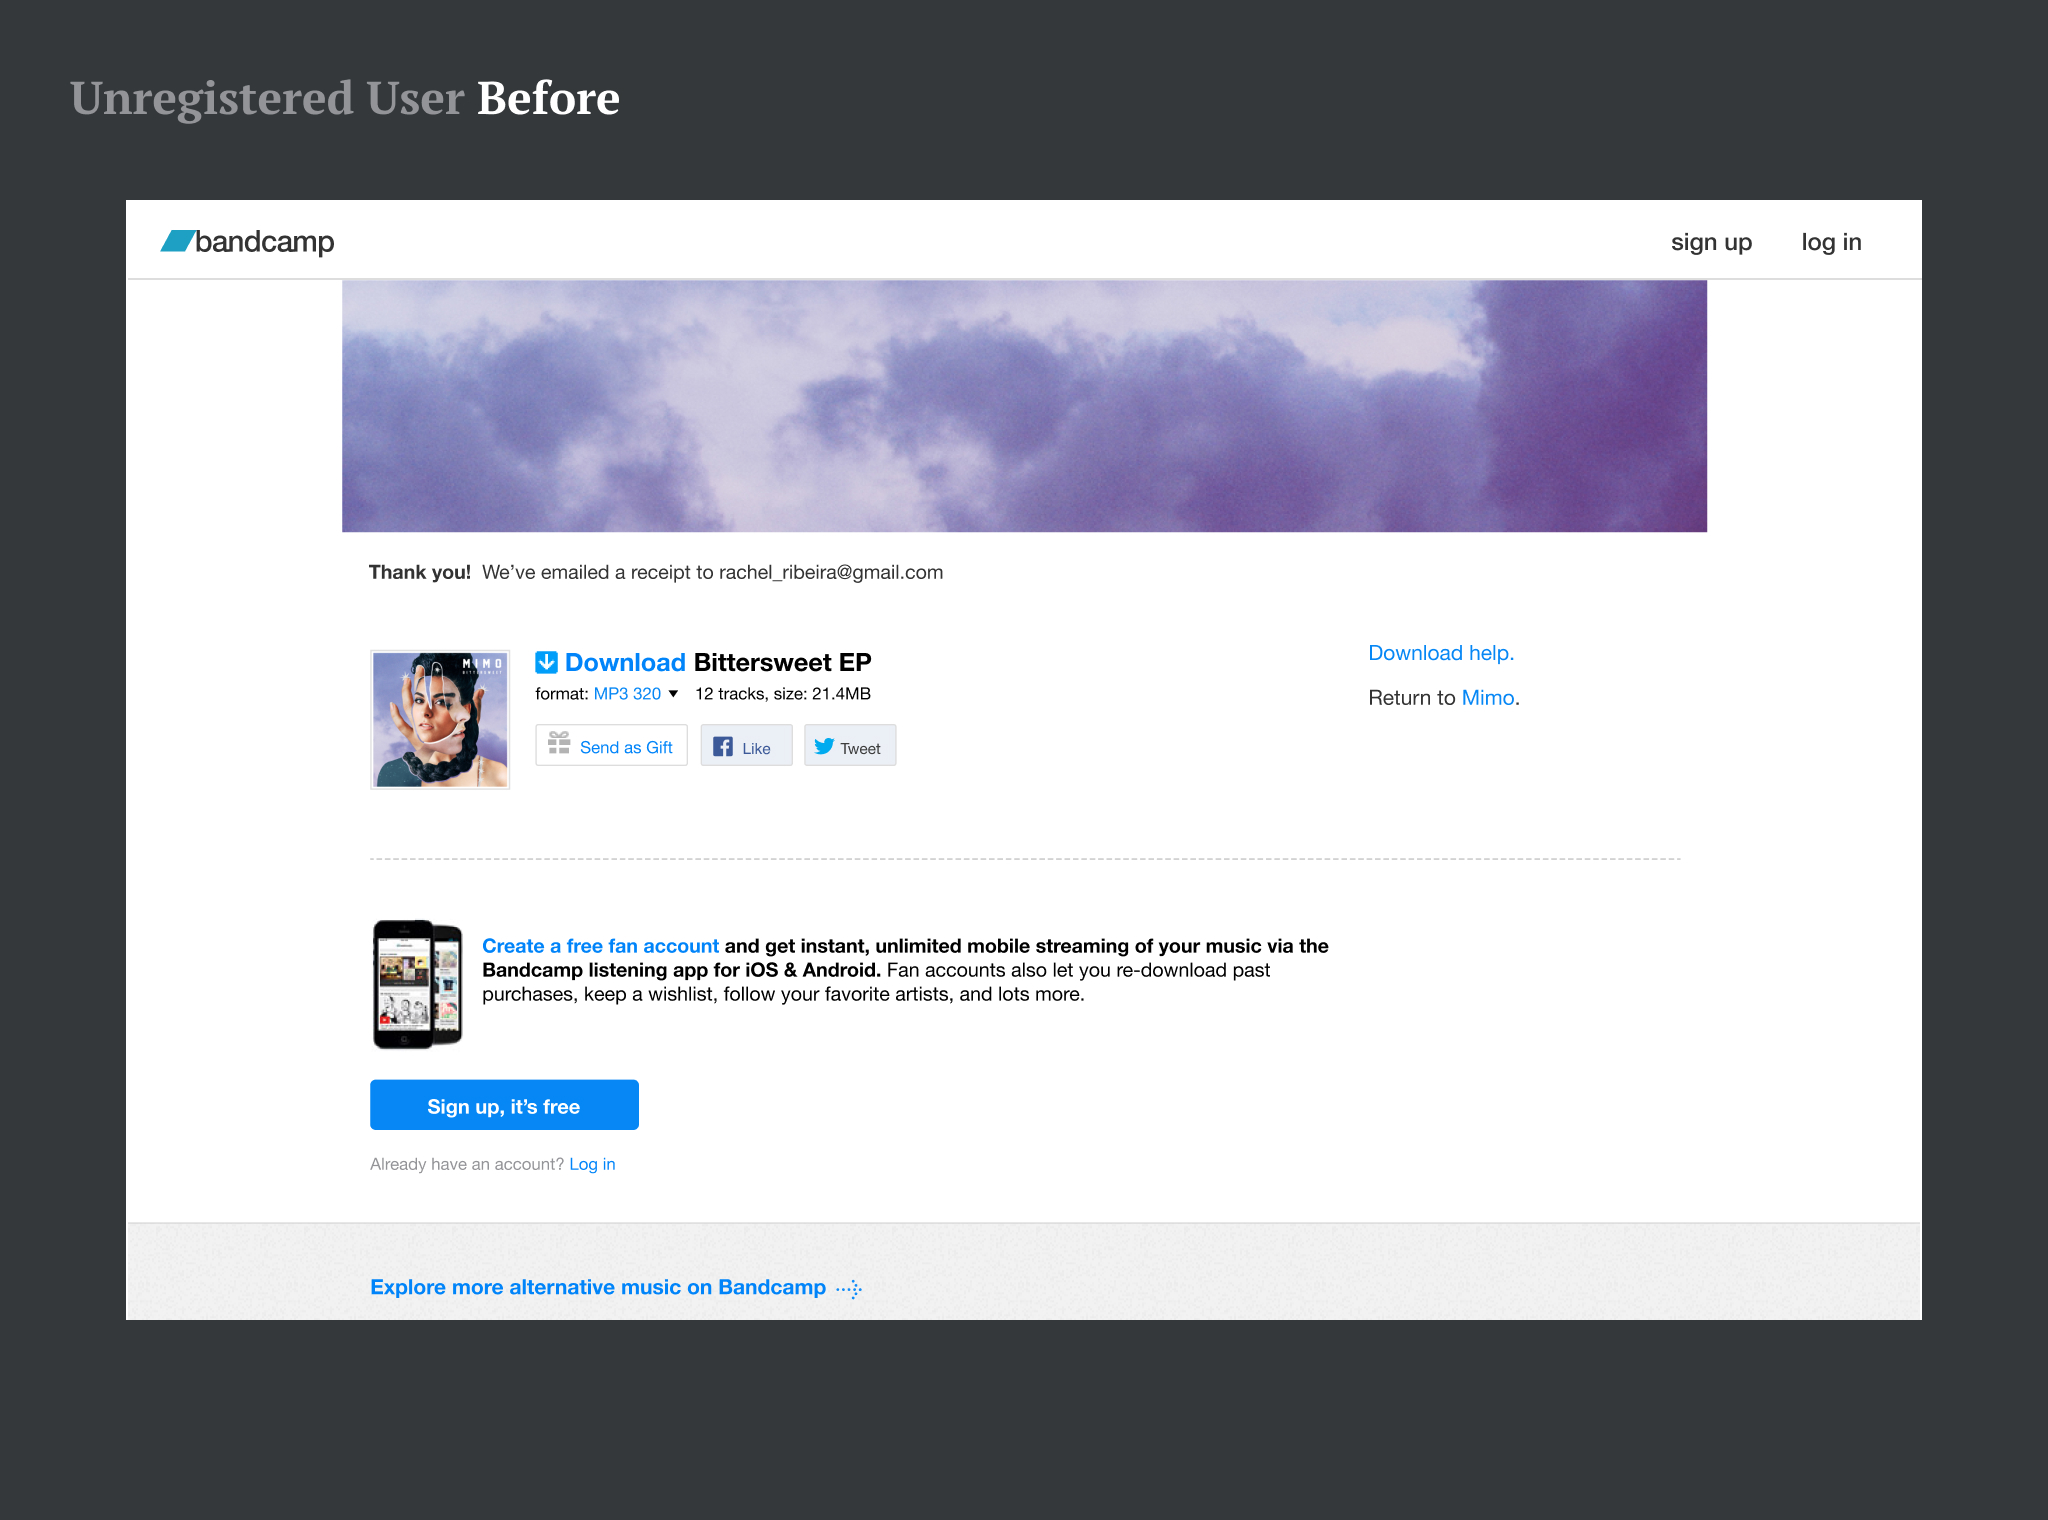 Unregistered User Before
bandcamp
sign up
log in
Thank you! We’ve emailed a receipt to rachel_ribeira@gmail.com
MIMO
BITTERSWEET
Download Bittersweet EP
format: MP3 320 ▼ 12 tracks, size: 21.4MB
Send as Gift
Like
Tweet
Download help.
Return to Mimo.
Create a free fan account and get instant, unlimited mobile streaming of your music via the
Bandcamp listening app for iOS & Android. Fan accounts also let you re-download past
purchases, keep a wishlist, follow your favorite artists, and lots more.
Sign up, it’s free
Already have an account? Log in
Explore more alternative music on Bandcamp